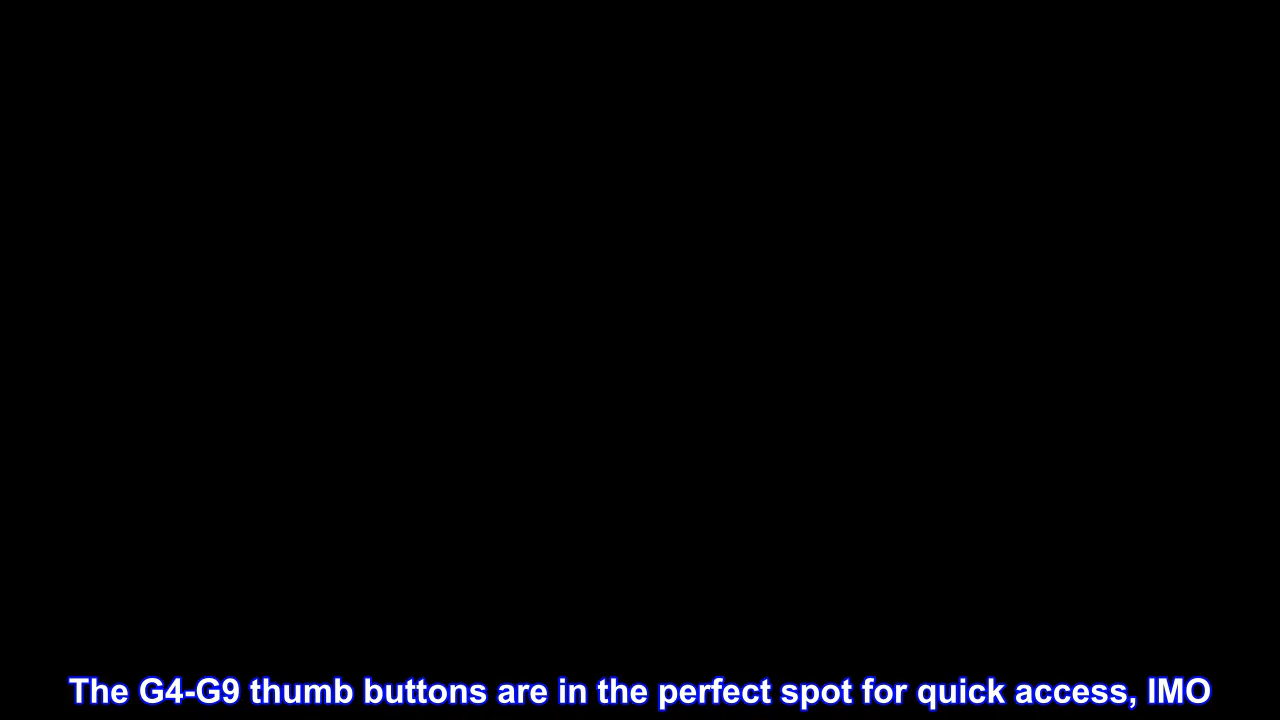 The G4-G9 thumb buttons are in the perfect spot for quick access, IMO